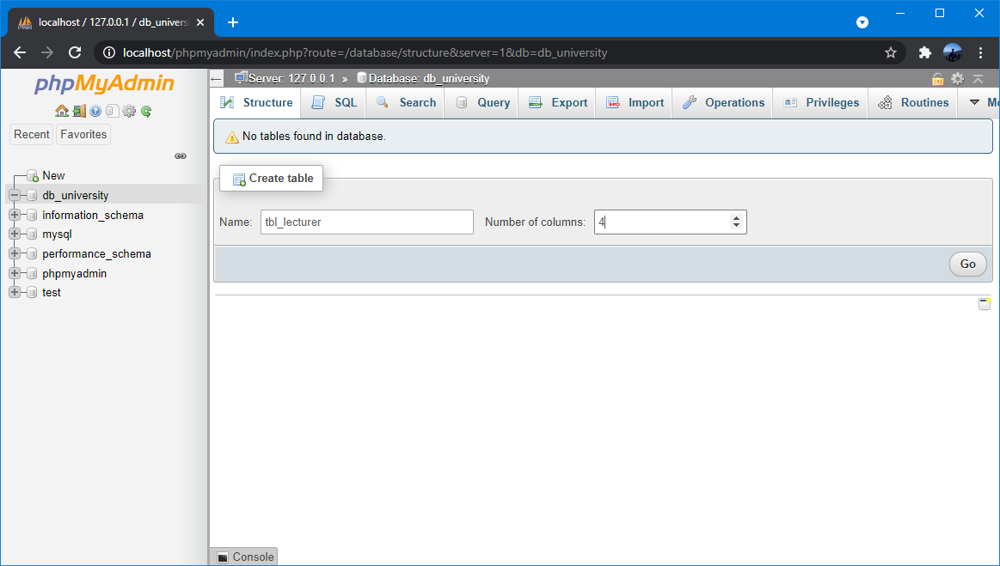 localhost / 127.0.0.1 / db_univers
localhost/phpmyadmin/index.php?route=/database/structure&server=1&db=db_university
phpMyAdmin
Recent Favorites
New
db_university
information_schema
mysql
performance_schema
phpmyadmin
test
Server: 127.0.0.1 » Database: db_university
Structure SQL Search Query Export Import Operations Privileges Routines Mo
No tables found in database.
Create table
Name: tbl_lecturer Number of columns: 4
Go
Console